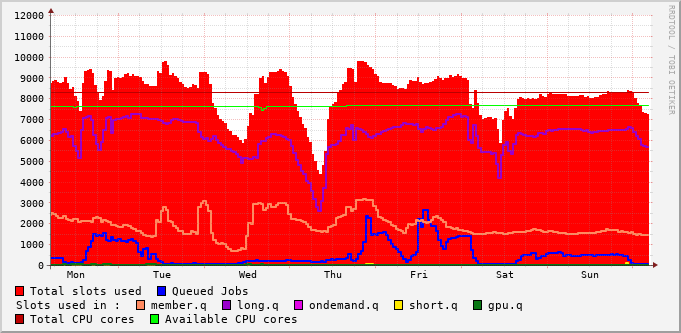 RRDTOOL / TOBI OETIKER
12000
11000
10000
9000
8000
7000
6000
5000
4000
3000
2000
1000
0
Mon Tue Wed Thu Fri Sat Sun
Total slots used Queued Jobs
Slots used in : member.q long.q ondemand.q short.q gpu.q
Total CPU cores Available CPU cores